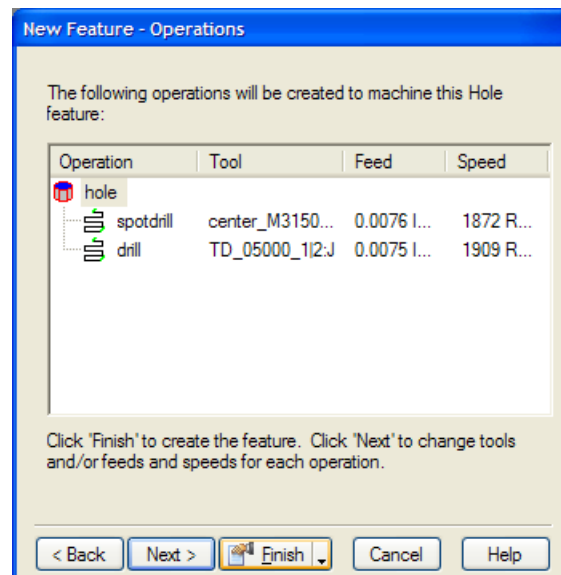 New Feature - Operations
The following operations will be created to machine this Hole
feature:
Operation Tool Feed Speed
hole
spotdrill center_M3150... 0.0076 I... 1872 R...
drill TD_05000_1|2:J 0.0075 I... 1909 R...
Click 'Finish' to create the feature. Click 'Next' to change tools
and/or feeds and speeds for each operation.
< Back Next > Finish Cancel Help